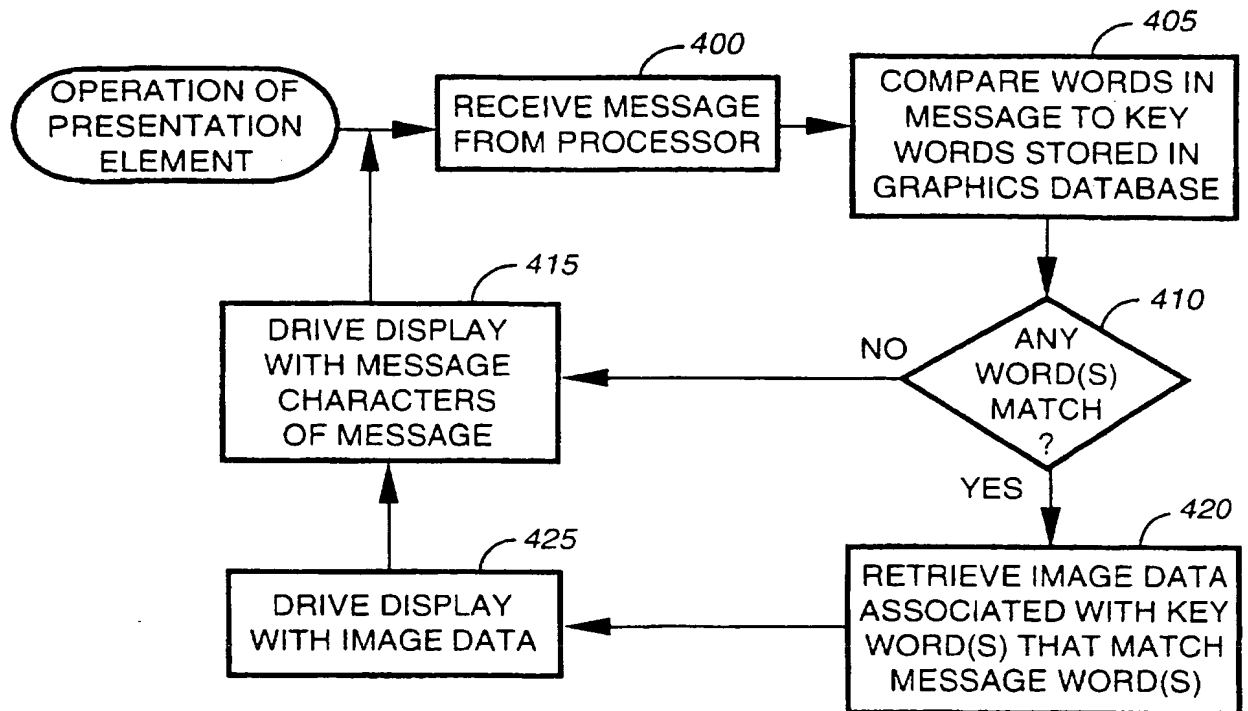 OPERATION OF
PRESENTATION
ELEMENT
400
RECEIVE MESSAGE
FROM PROCESSOR
405
COMPARE WORDS IN
MESSAGE TO KEY
WORDS STORED IN
GRAPHICS DATABASE
410
ANY
WORD(S)
MATCH
?
NO
YES
415
DRIVE DISPLAY
WITH MESSAGE
CHARACTERS
OF MESSAGE
420
RETRIEVE IMAGE DATA
ASSOCIATED WITH KEY
WORD(S) THAT MATCH
MESSAGE WORD(S)
425
DRIVE DISPLAY
WITH IMAGE DATA